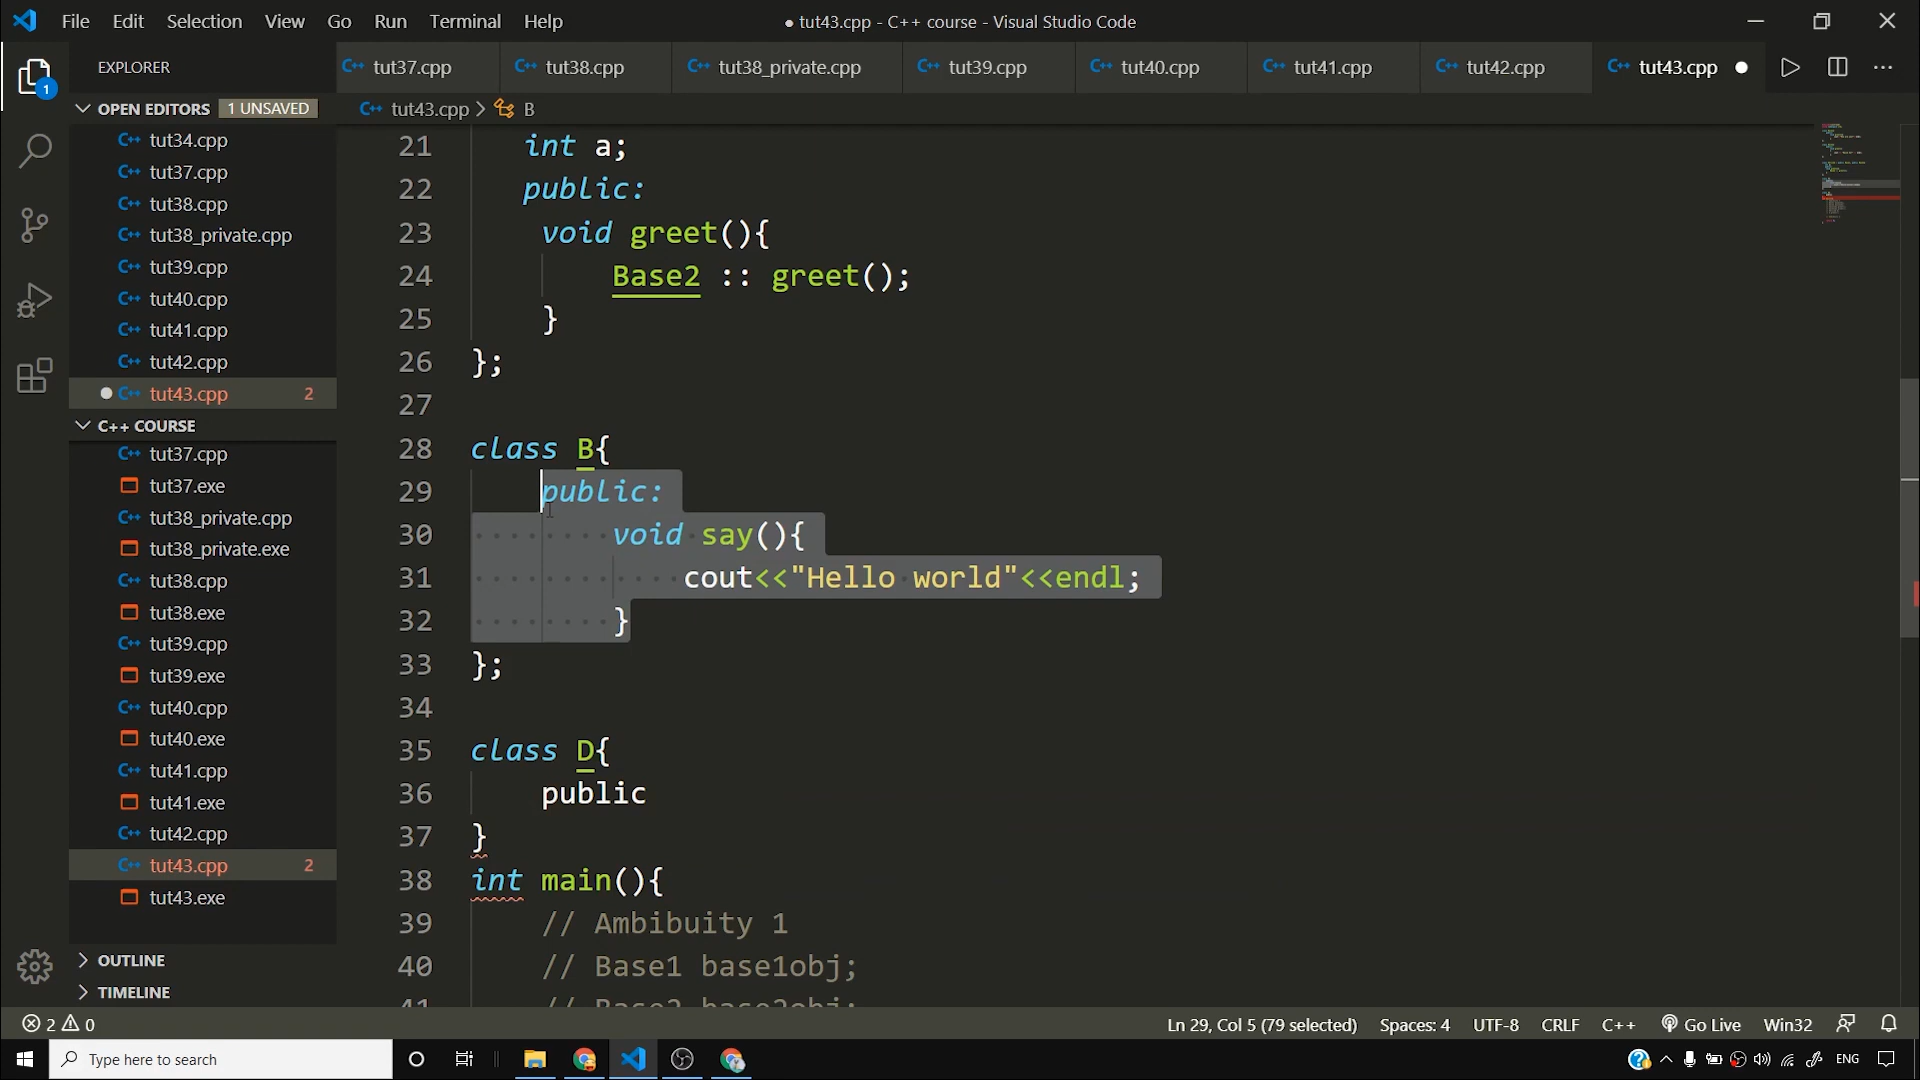 File Edit Selection View Go Run Terminal Help
● tut43.cpp - C++ course - Visual Studio Code
EXPLORER
tut37.cpp tut38.cpp tut38_private.cpp tut39.cpp tut40.cpp tut41.cpp tut42.cpp tut43.cpp
OPEN EDITORS 1 UNSAVED
tut34.cpp
tut37.cpp
tut38.cpp
tut38_private.cpp
tut39.cpp
tut40.cpp
tut41.cpp
tut42.cpp
tut43.cpp 2
C++ COURSE
tut37.cpp
tut37.exe
tut38_private.cpp
tut38_private.exe
tut38.cpp
tut38.exe
tut39.cpp
tut39.exe
tut40.cpp
tut40.exe
tut41.cpp
tut41.exe
tut42.cpp
tut43.cpp 2
tut43.exe
OUTLINE
TIMELINE
tut43.cpp > B
21 int a;
22 public:
23 void greet(){
24 Base2 :: greet();
25 }
26 };
27
28 class B{
29 public:
30 void say(){
31 cout<<"Hello world"<<endl;
32 }
33 };
34
35 class D{
36 public
37 }
38 int main(){
39 // Ambibuity 1
40 // Base1 base1obj;
41 // Base2 base2obj;
2 0
Ln 29, Col 5 (79 selected) Spaces: 4 UTF-8 CRLF C++ Go Live Win32
Type here to search
ENG